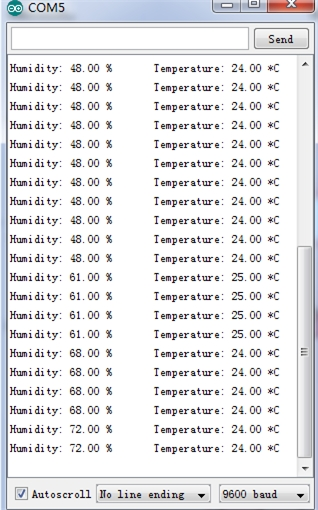 COM5
Send
Humidity: 48.00 % Temperature: 24.00 *C
Humidity: 48.00 % Temperature: 24.00 *C
Humidity: 48.00 % Temperature: 24.00 *C
Humidity: 48.00 % Temperature: 24.00 *C
Humidity: 48.00 % Temperature: 24.00 *C
Humidity: 48.00 % Temperature: 24.00 *C
Humidity: 48.00 % Temperature: 24.00 *C
Humidity: 48.00 % Temperature: 24.00 *C
Humidity: 48.00 % Temperature: 24.00 *C
Humidity: 48.00 % Temperature: 24.00 *C
Humidity: 48.00 % Temperature: 24.00 *C
Humidity: 61.00 % Temperature: 25.00 *C
Humidity: 61.00 % Temperature: 25.00 *C
Humidity: 61.00 % Temperature: 25.00 *C
Humidity: 61.00 % Temperature: 25.00 *C
Humidity: 68.00 % Temperature: 24.00 *C
Humidity: 68.00 % Temperature: 24.00 *C
Humidity: 68.00 % Temperature: 24.00 *C
Humidity: 68.00 % Temperature: 24.00 *C
Humidity: 72.00 % Temperature: 24.00 *C
Humidity: 72.00 % Temperature: 24.00 *C
Autoscroll No line ending 9600 baud